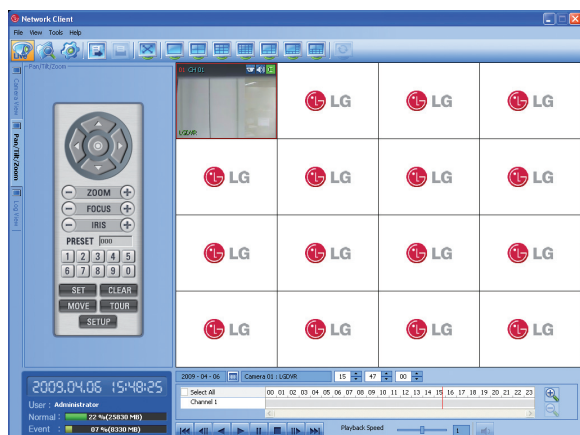 Network Client
File View Tools Help
Live
Pan/Tilt/Zoom
Camera View
Pan/Tilt/Zoom
Log View
ZOOM
FOCUS
IRIS
PRESET 000
1 2 3 4 5
6 7 8 9 0
SET CLEAR
MOVE TOUR
SETUP
CH 01
LGDVR
LG LG LG
LG LG LG LG
LG LG LG LG
LG LG LG LG
2009.04.06 15:48:25
User : Administrator
Normal : 22 %(25830 MB)
Event : 07 %(8330 MB)
2009 - 04 - 06 Camera 01 : LGDVR 15 47 00
Select All 00 01 02 03 04 05 06 07 08 09 10 11 12 13 14 15 16 17 18 19 20 21 22 23
Channel 1
Playback Speed 1